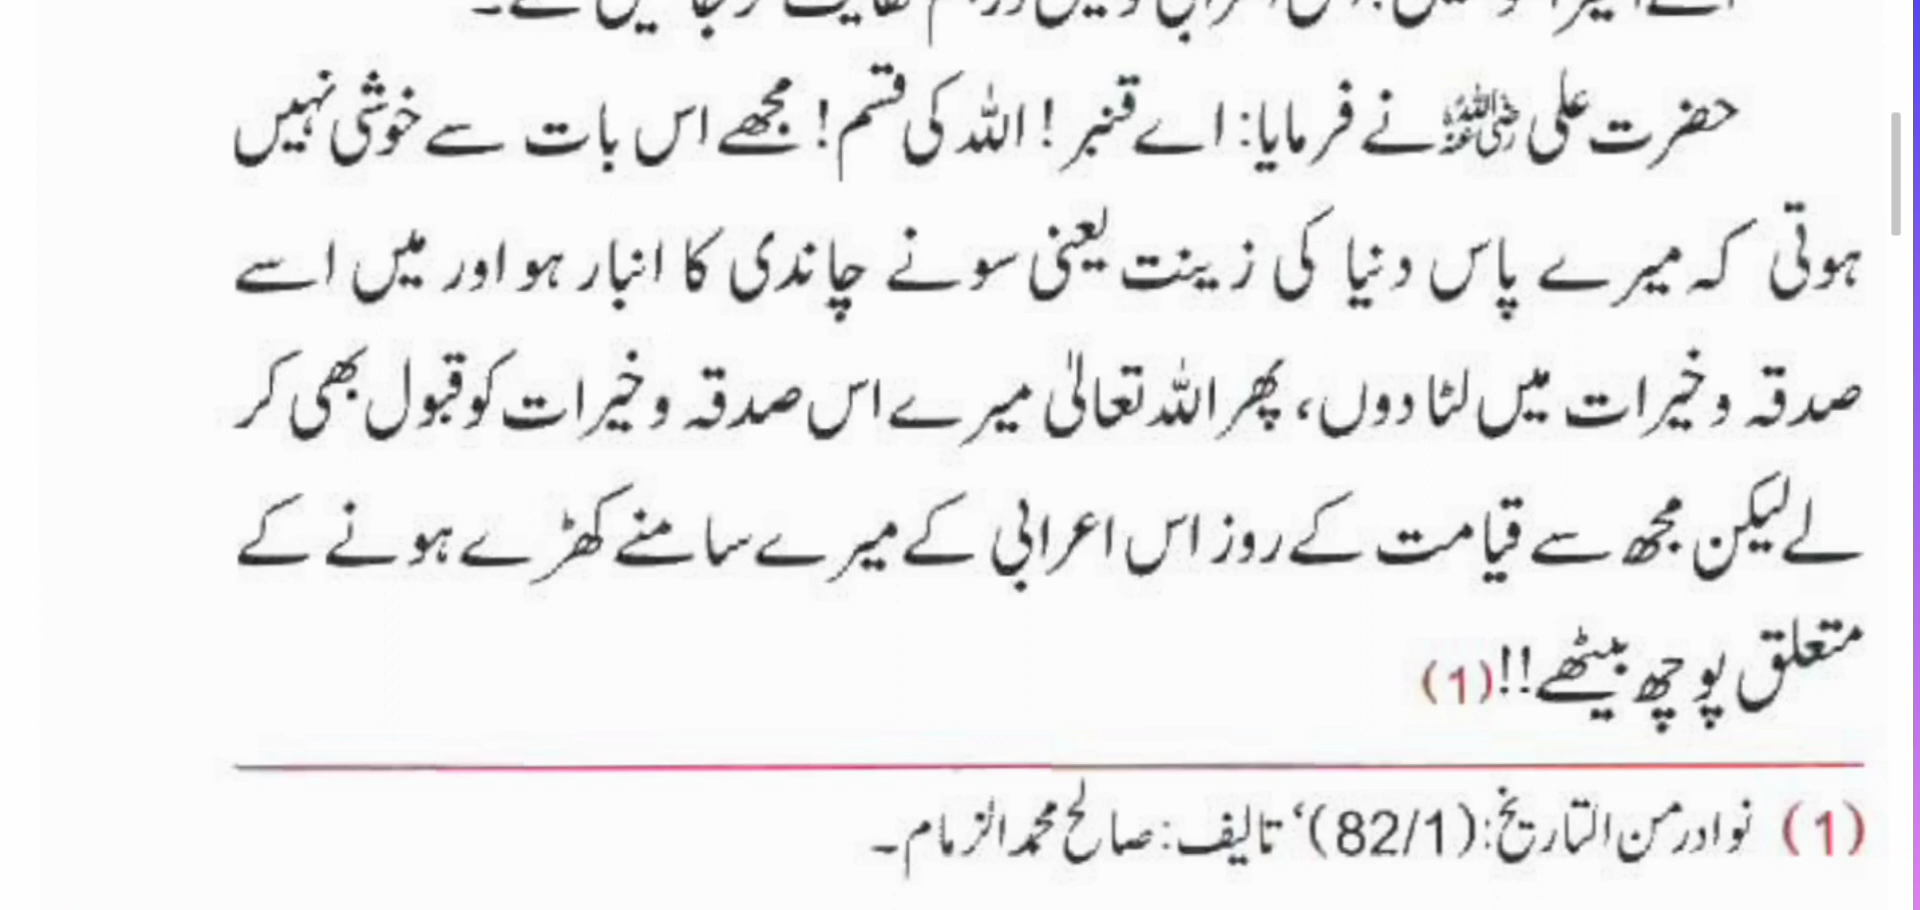 حضرت علی رضی اللہ عنہ نے فرمایا: اے قنبر! اللہ کی قسم! مجھے اس بات سے خوشی نہیں
ہوتی کہ میرے پاس دنیا کی زینت یعنی سونے چاندی کا انبار ہو اور میں اسے
صدقہ و خیرات میں لٹا دوں، پھر اللہ تعالیٰ میرے اس صدقہ و خیرات کو قبول بھی کر
لے لیکن مجھ سے قیامت کے روز اس اعرابی کے میرے سامنے کھڑے ہونے کے
متعلق پوچھ بیٹھے!!(1)
(1) نوادر من التاریخ: (82/1)، تالیف: صالح محمد الزمام۔